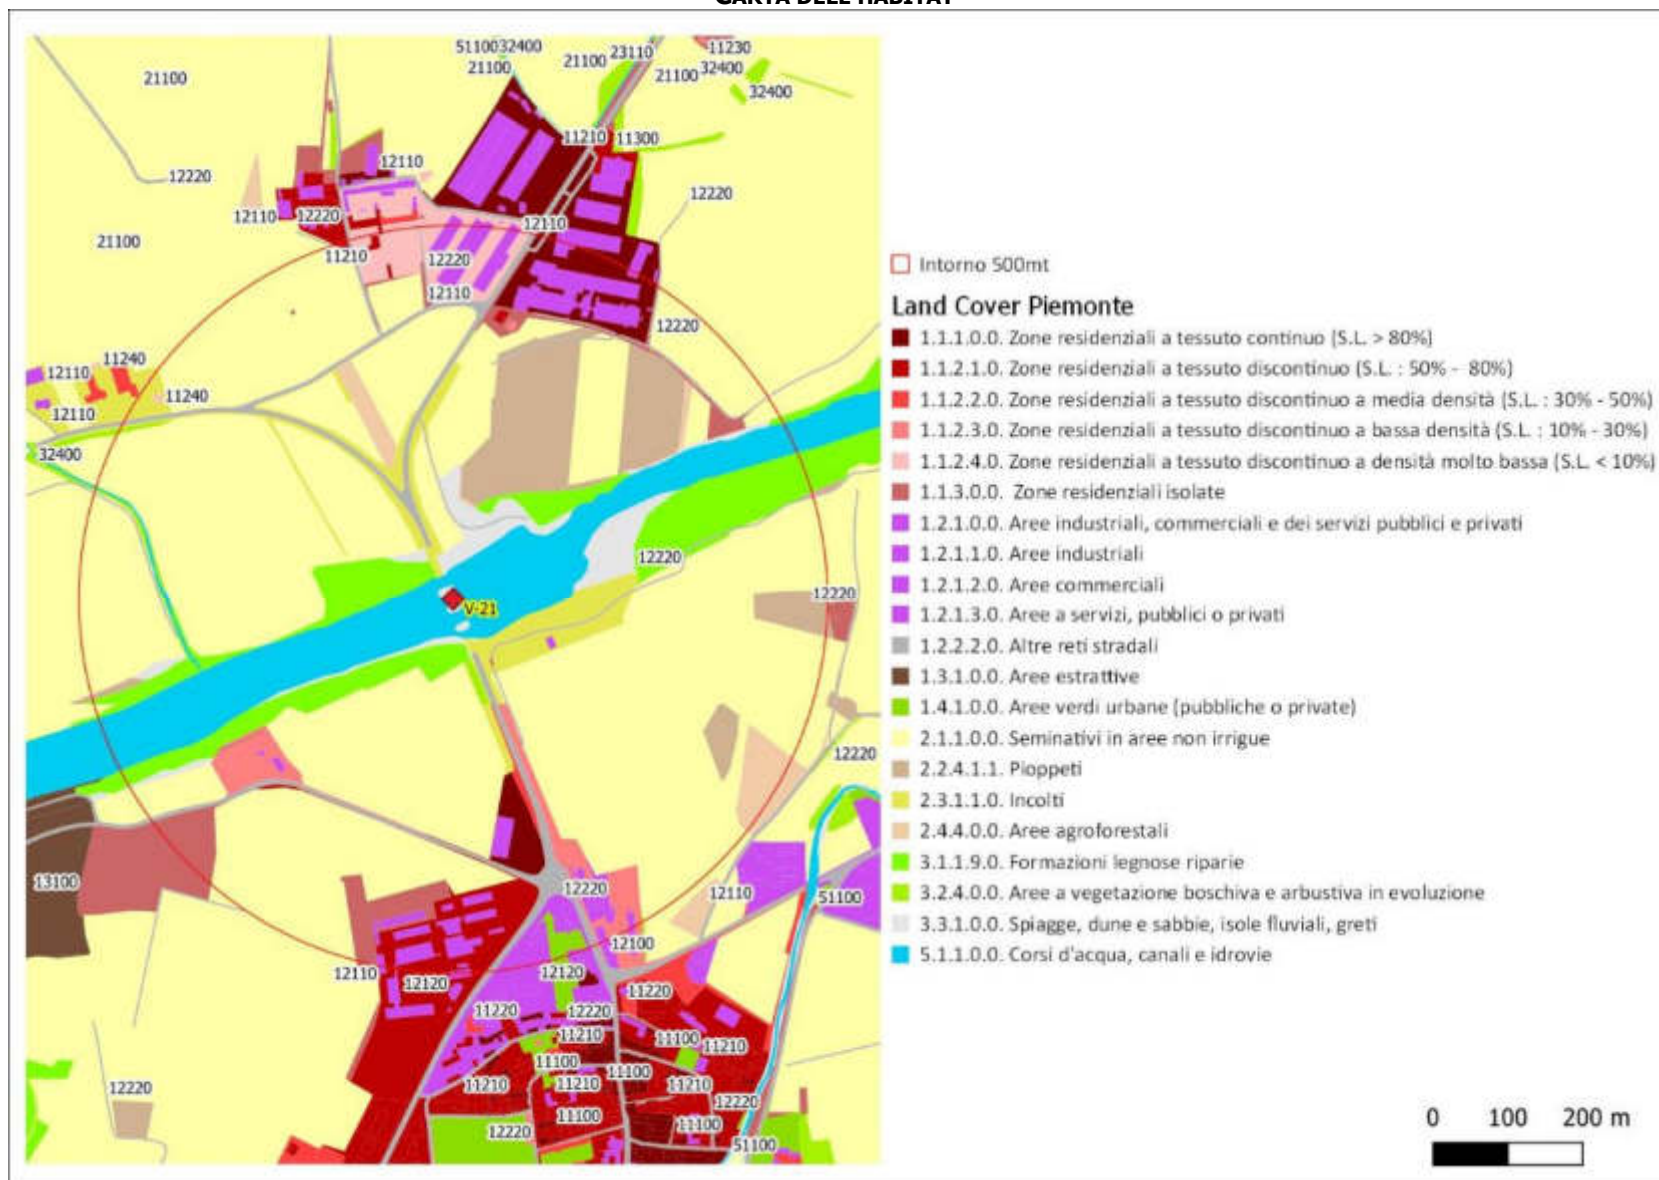 CARTA DELL'HABITAT
51100 32400
11230
21100
21100
21100
23110
21100
32400
32400
11210
11300
12110
12220
12220
12110
12220
12110
21100
11210
12220
12110
12220
11240
12110
11240
12110
32400
12220
12220
V-21
12220
13100
12220
12110
51100
12100
12110
12120
12120
11220
11220
12220
11210
11100
11210
11100
11100
11210
11210
11210
12220
12220
11100
11100
12220
51100
Intorno 500mt
Land Cover Piemonte
1.1.1.0.0. Zone residenziali a tessuto continuo (S.L. > 80%)
1.1.2.1.0. Zone residenziali a tessuto discontinuo (S.L. : 50% - 80%)
1.1.2.2.0. Zone residenziali a tessuto discontinuo a media densità (S.L. : 30% - 50%)
1.1.2.3.0. Zone residenziali a tessuto discontinuo a bassa densità (S.L. : 10% - 30%)
1.1.2.4.0. Zone residenziali a tessuto discontinuo a densità molto bassa (S.L. < 10%)
1.1.3.0.0. Zone residenziali isolate
1.2.1.0.0. Aree industriali, commerciali e dei servizi pubblici e privati
1.2.1.1.0. Aree industriali
1.2.1.2.0. Aree commerciali
1.2.1.3.0. Aree a servizi, pubblici o privati
1.2.2.2.0. Altre reti stradali
1.3.1.0.0. Aree estrattive
1.4.1.0.0. Aree verdi urbane (pubbliche o private)
2.1.1.0.0. Seminativi in aree non irrigue
2.2.4.1.1. Pioppeti
2.3.1.1.0. Incolti
2.4.4.0.0. Aree agroforestali
3.1.1.9.0. Formazioni legnose riparie
3.2.4.0.0. Aree a vegetazione boschiva e arbustiva in evoluzione
3.3.1.0.0. Spiagge, dune e sabbie, isole fluviali, greti
5.1.1.0.0. Corsi d'acqua, canali e idrovie
0 100 200 m